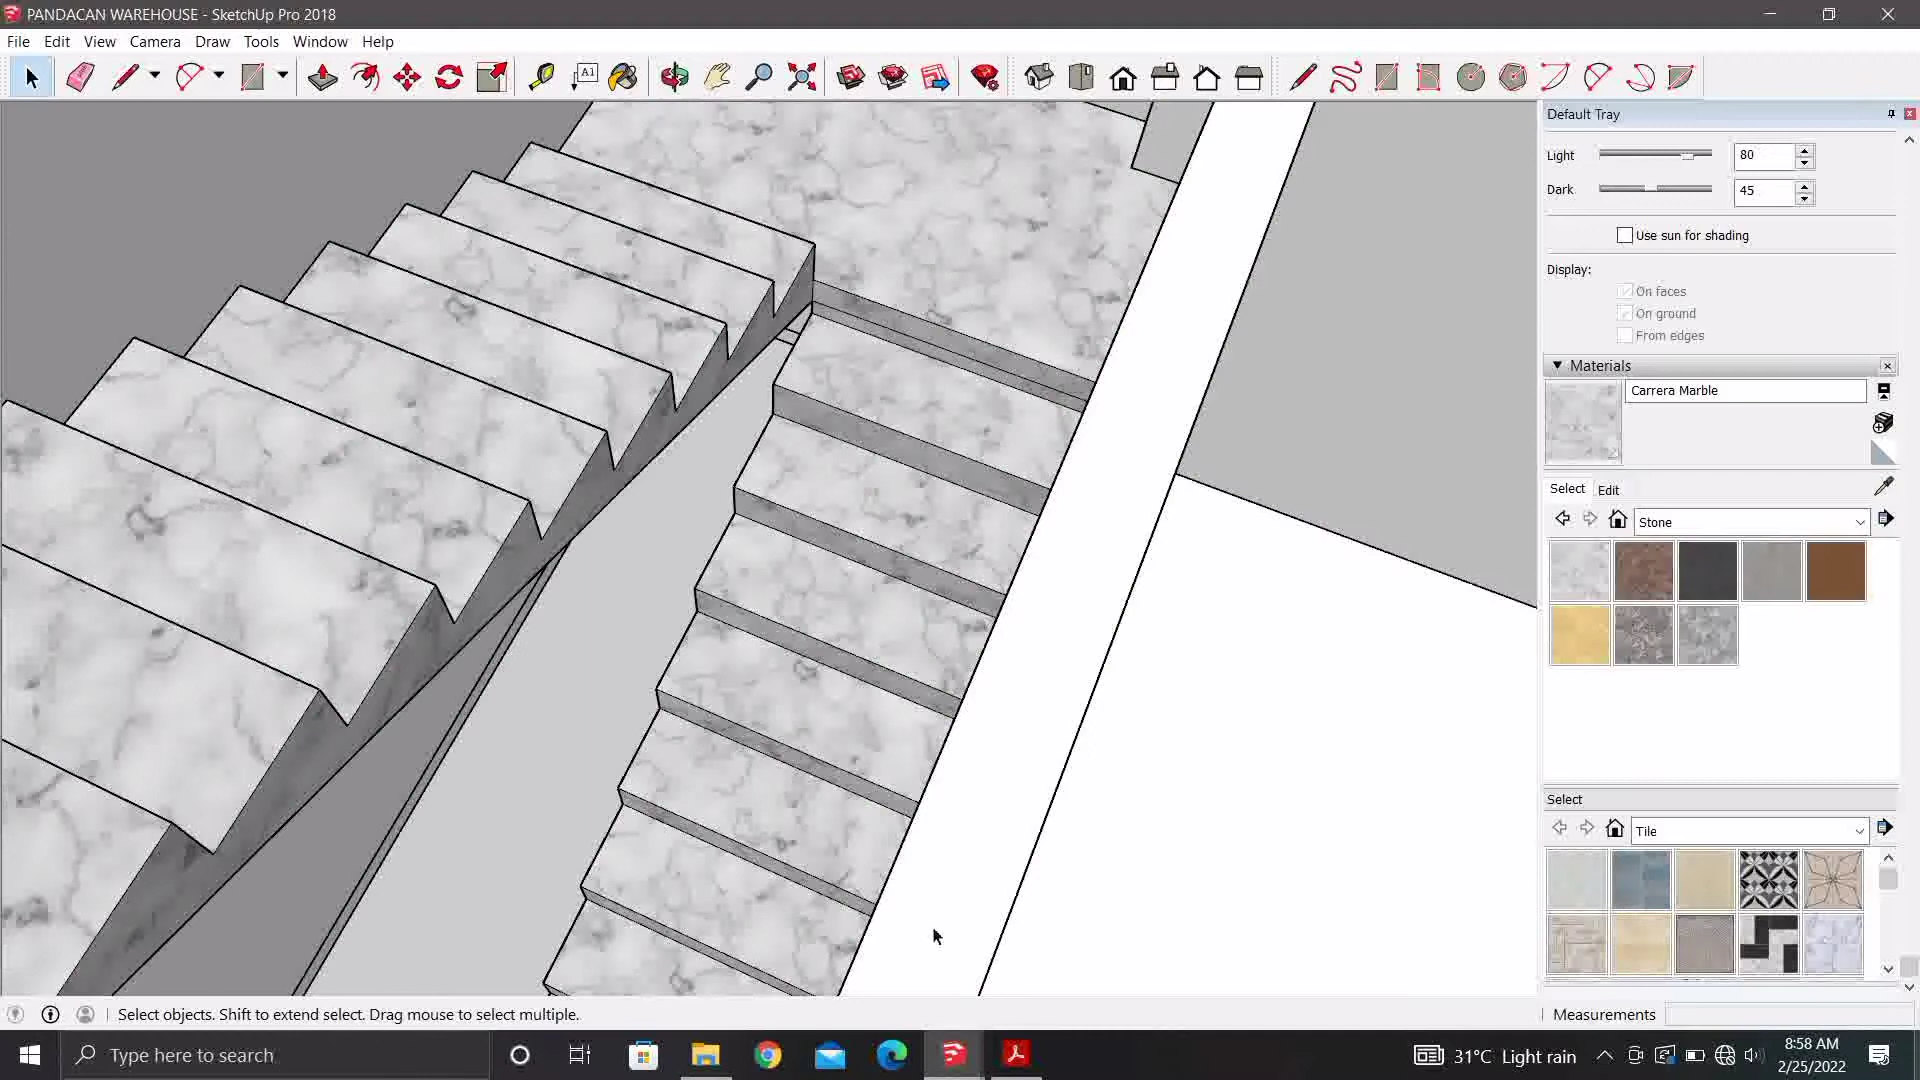 PANDACAN WAREHOUSE - SketchUp Pro 2018
File Edit View Camera Draw Tools Window Help
A1
Default Tray
Light 80
Dark 45
Use sun for shading
Display:
On faces
On ground
From edges
Materials
Carrera Marble
Select Edit
Stone
Select
Tile
Select objects. Shift to extend select. Drag mouse to select multiple.
Measurements
Type here to search
31°C Light rain
8:58 AM
2/25/2022